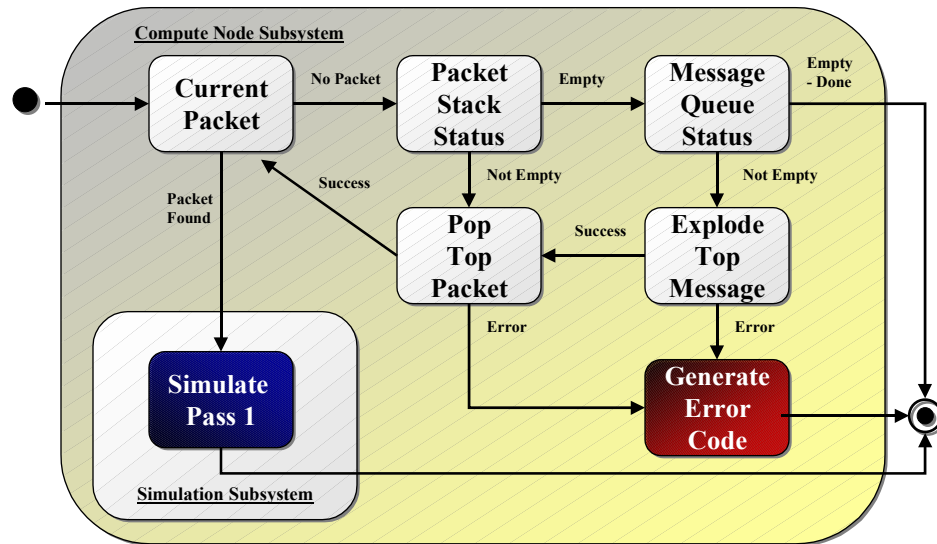 Compute Node Subsystem
Current
Packet
No Packet
Packet
Stack
Status
Empty
Message
Queue
Status
Empty
- Done
Packet
Found
Success
Not Empty
Not Empty
Pop
Top
Packet
Success
Explode
Top
Message
Error
Error
Simulate
Pass 1
Generate
Error
Code
Simulation Subsystem